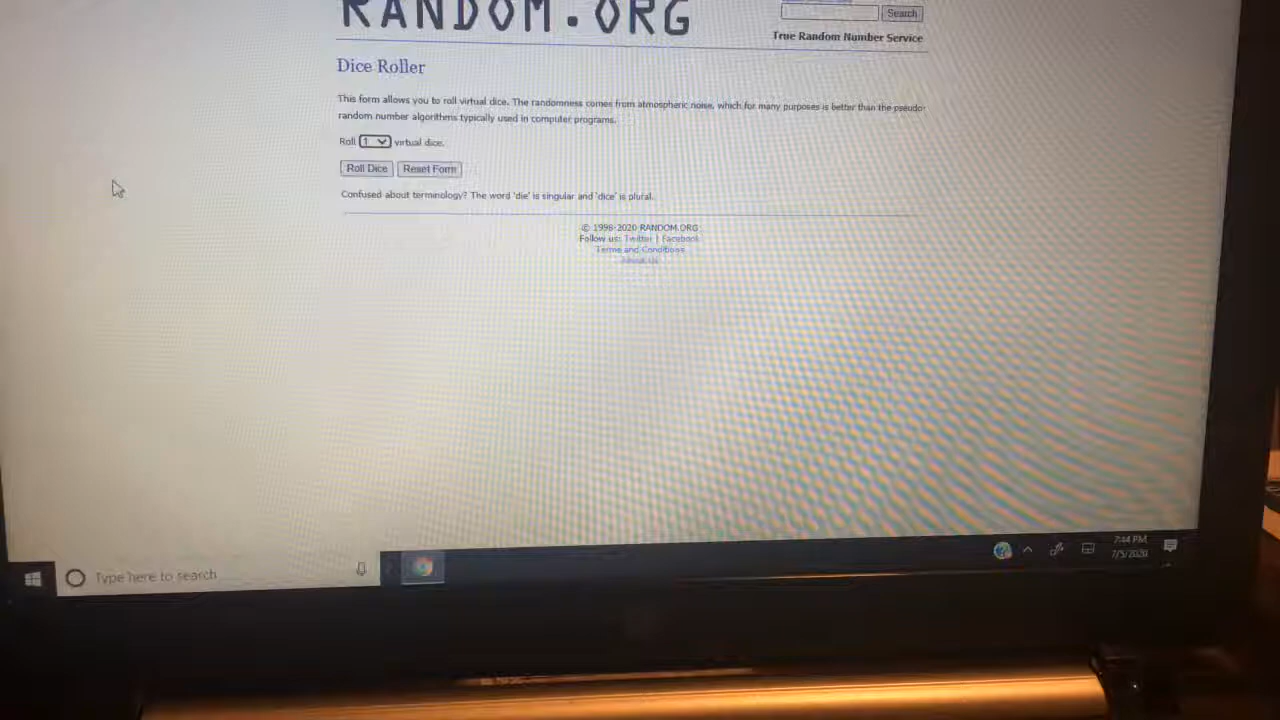 RANDOM.ORG
Search
True Random Number Service
Dice Roller
This form allows you to roll virtual dice. The randomness comes from atmospheric noise, which for many purposes is better than the pseudo-
random number algorithms typically used in computer programs.
Roll 1 virtual dice.
Roll Dice Reset Form
Confused about terminology? The word 'die' is singular and 'dice' is plural.
© 1998-2020 RANDOM.ORG
Follow us: Twitter | Facebook
Terms and Conditions
About Us
Type here to search
7:44 PM
7/5/2020